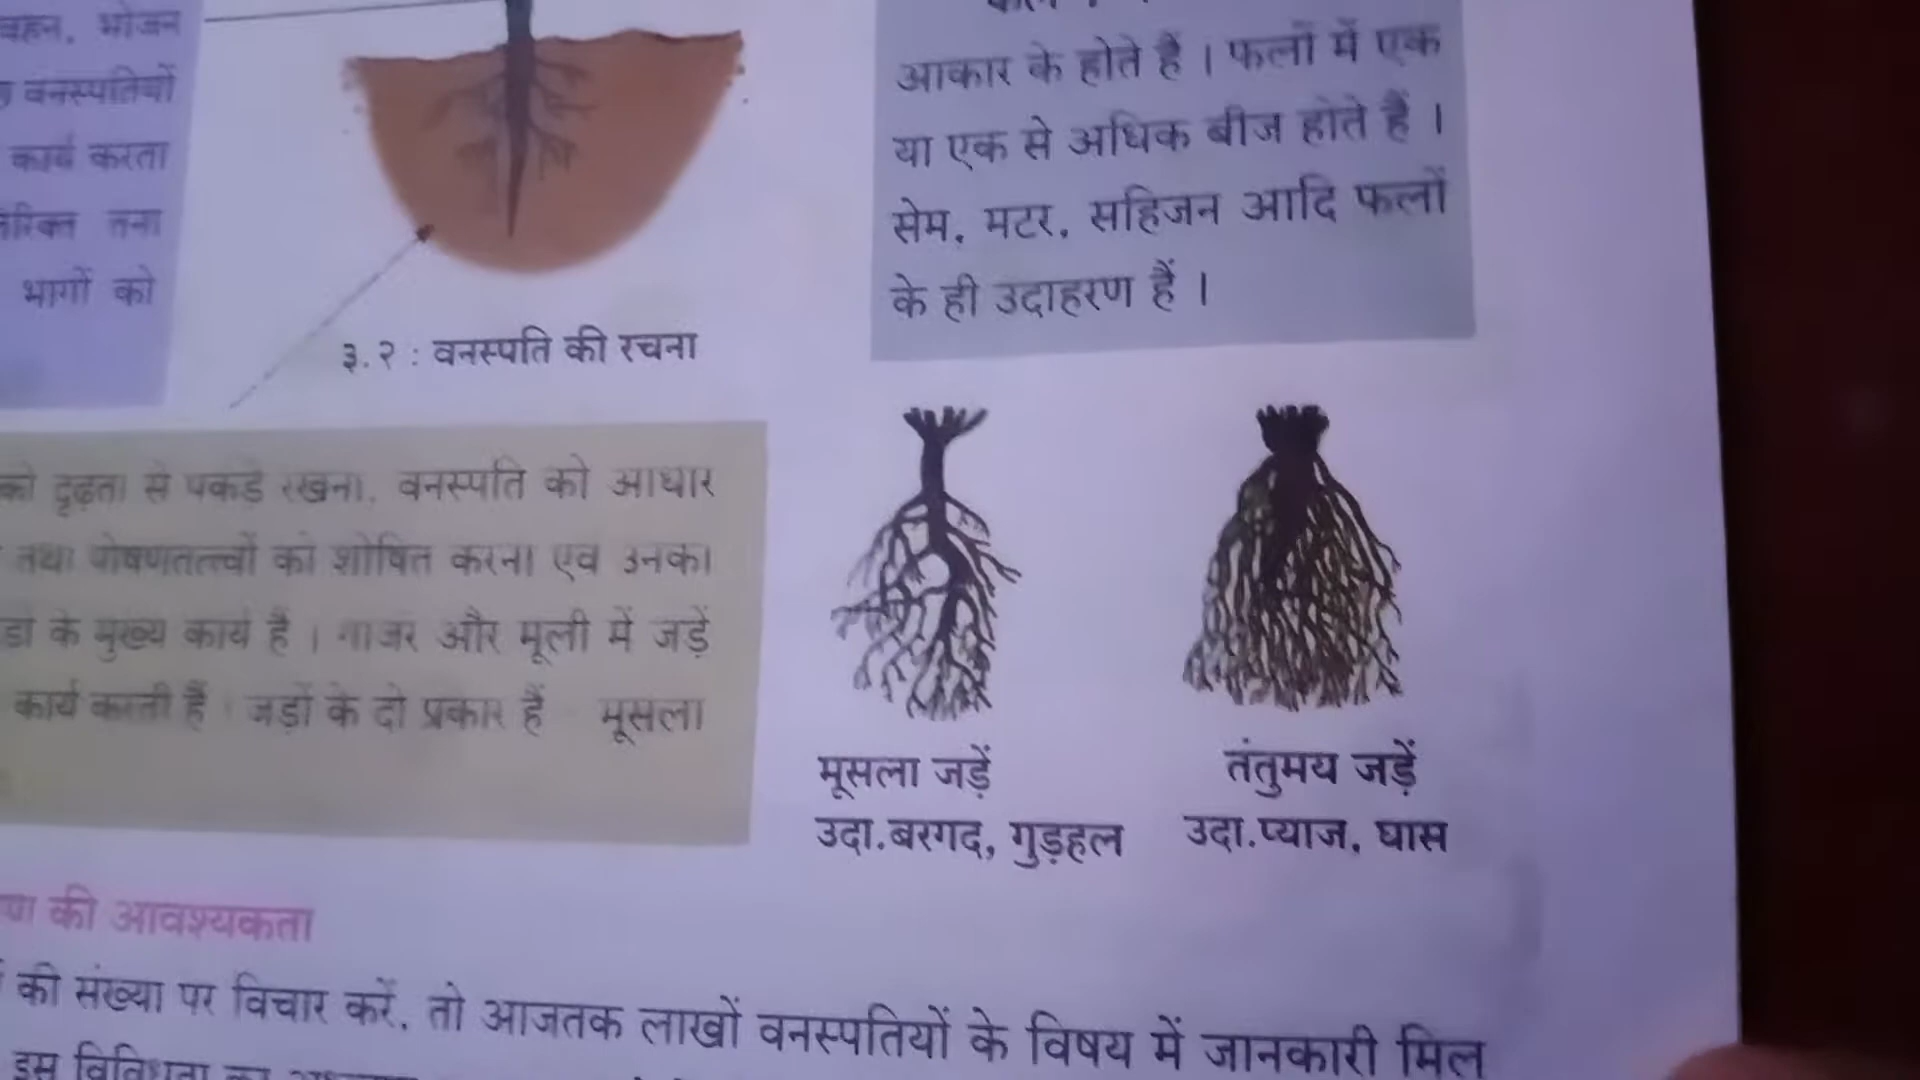 वहन, भोजन
वनस्पतियों
कार्य करता
तना
भागों को
३.२ : वनस्पति की रचना
आकार के होते हैं । फलों में एक
या एक से अधिक बीज होते हैं ।
सेम, मटर, सहिजन आदि फलों
के ही उदाहरण हैं ।
को दृढ़ता से पकड़े रखना, वनस्पति को आधार
तथा पोषणतत्त्वों को शोषित करना एवं उनका
के मुख्य कार्य हैं । गाजर और मूली में जड़ें
कार्य करती हैं । जड़ों के दो प्रकार हैं मूसला
मूसला जड़ें
उदा.बरगद, गुड़हल
तंतुमय जड़ें
उदा.प्याज, घास
की आवश्यकता
की संख्या पर विचार करें, तो आजतक लाखों वनस्पतियों के विषय में जानकारी मिल
इस विविधता का